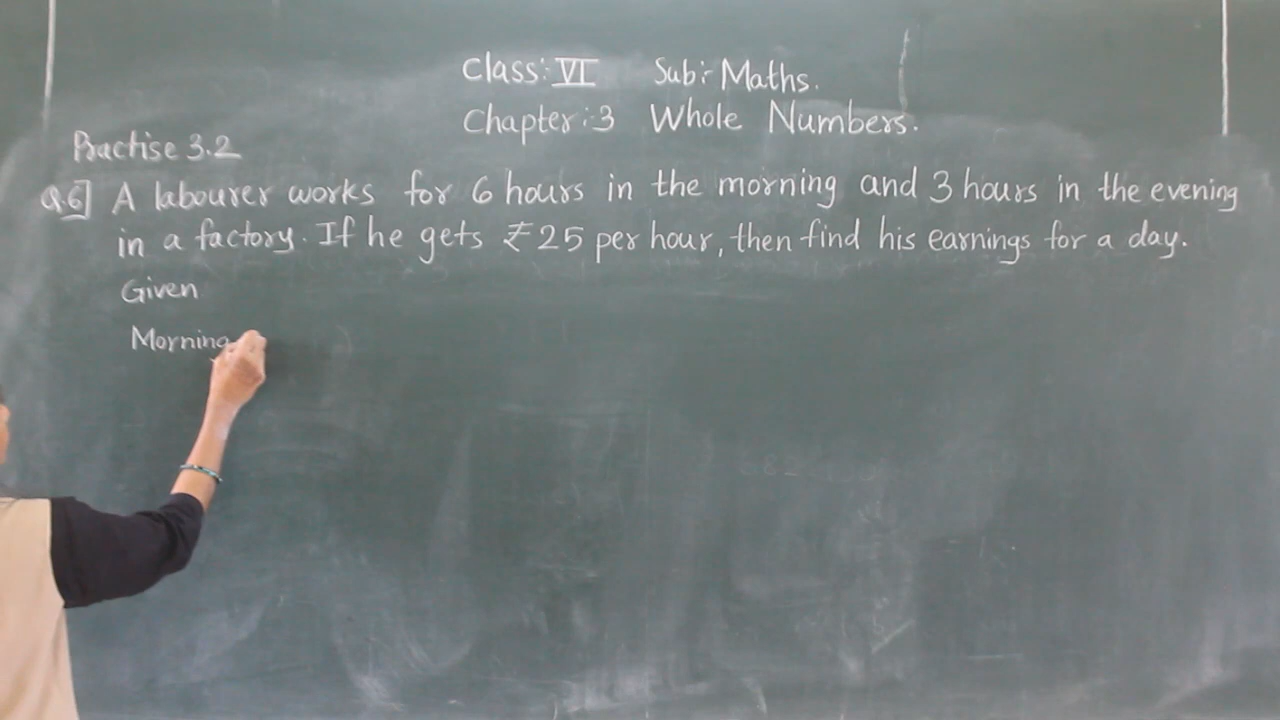 Class:- VI Sub:- Maths.
Chapter:-3 Whole Numbers.
Practise 3.2
Q.6] A labourer works for 6 hours in the morning and 3 hours in the evening
in a factory. If he gets ₹25 per hour, then find his earnings for a day.
Given
Morning